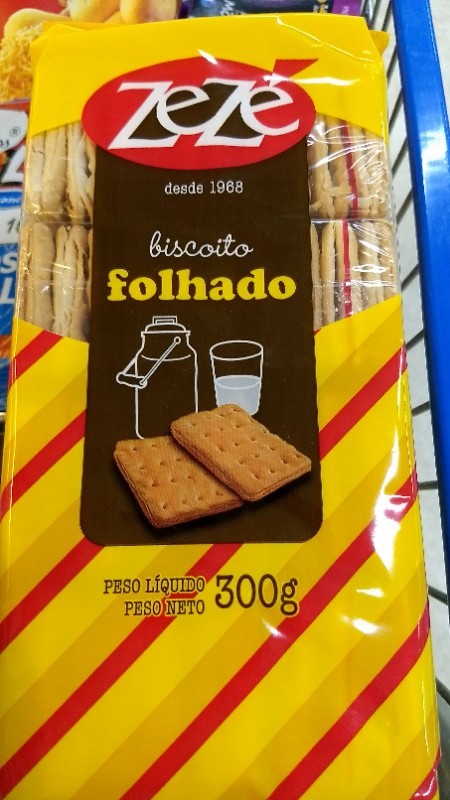 zezé
desde 1968
biscoito
folhado
PESO LÍQUIDO
PESO NETO
300g